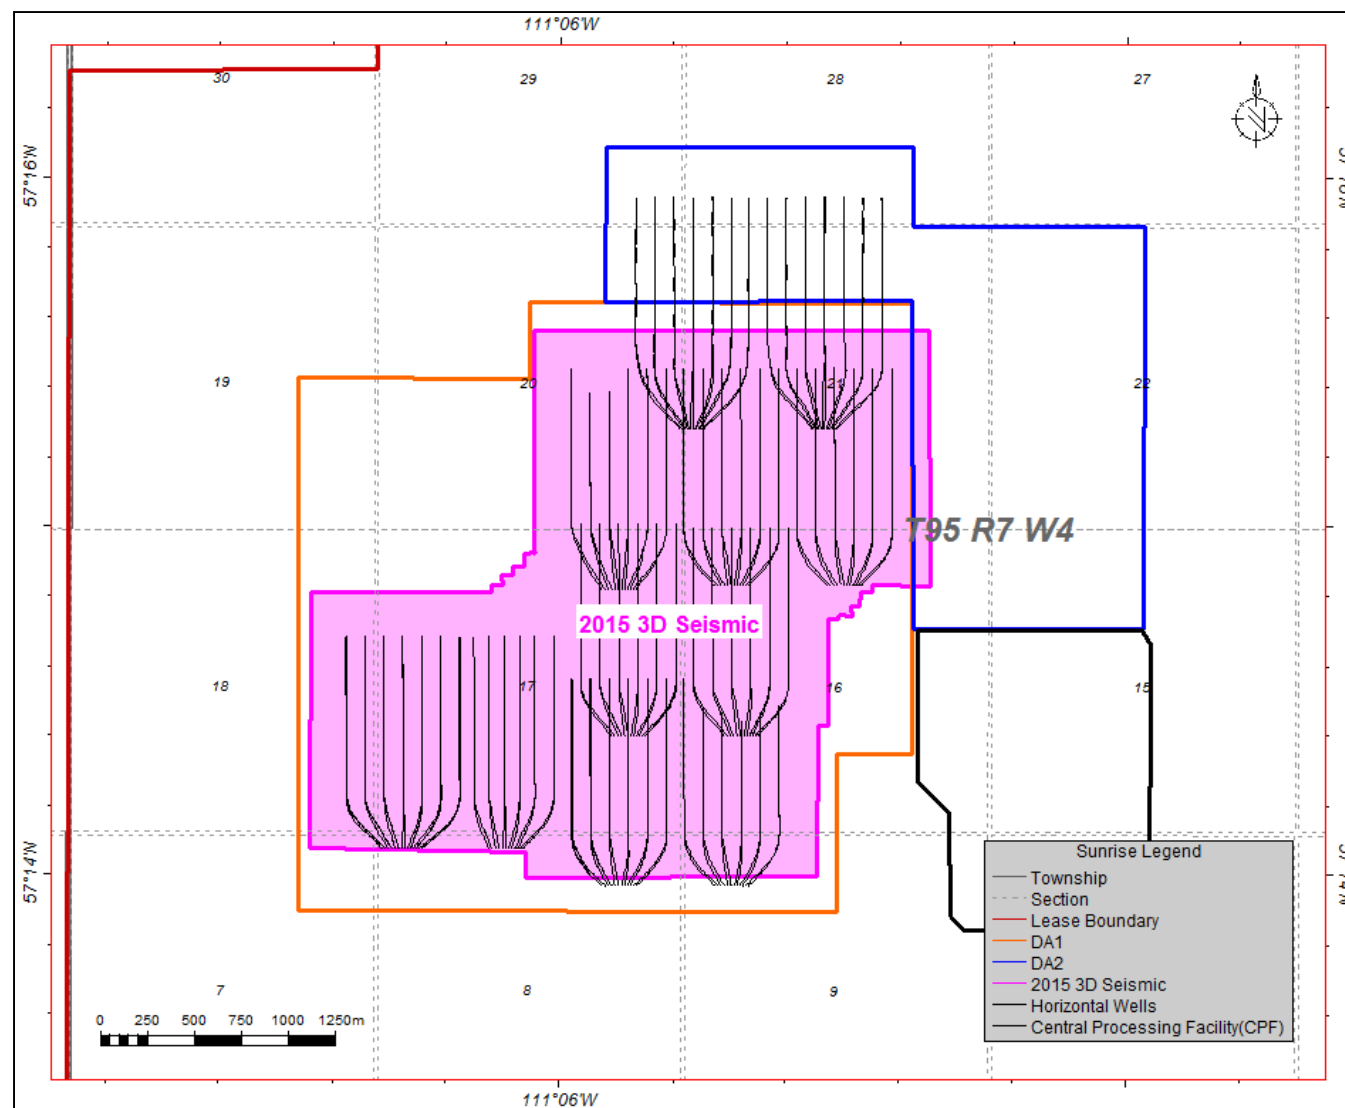 111°06'W
30
29
28
27
57°16'N
19
20
21
22
T95 R7 W4
2015 3D Seismic
18
17
16
15
57°14'N
7
8
9
0 250 500 750 1000 1250m
Sunrise Legend
Township
Section
Lease Boundary
DA1
DA2
2015 3D Seismic
Horizontal Wells
Central Processing Facility(CPF)
111°06'W